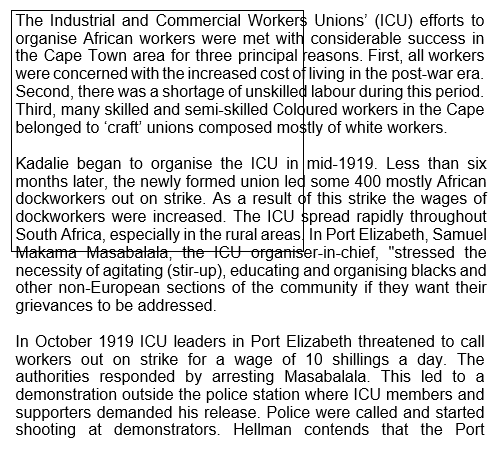 The Industrial and Commercial Workers Unions’ (ICU) efforts to
organise African workers were met with considerable success in
the Cape Town area for three principal reasons. First, all workers
were concerned with the increased cost of living in the post-war era.
Second, there was a shortage of unskilled labour during this period.
Third, many skilled and semi-skilled Coloured workers in the Cape
belonged to ‘craft’ unions composed mostly of white workers.
Kadalie began to organise the ICU in mid-1919. Less than six
months later, the newly formed union led some 400 mostly African
dockworkers out on strike. As a result of this strike the wages of
dockworkers were increased. The ICU spread rapidly throughout
South Africa, especially in the rural areas. In Port Elizabeth, Samuel
Makama Masabalala, the ICU organiser-in-chief, "stressed the
necessity of agitating (stir-up), educating and organising blacks and
other non-European sections of the community if they want their
grievances to be addressed.
In October 1919 ICU leaders in Port Elizabeth threatened to call
workers out on strike for a wage of 10 shillings a day. The
authorities responded by arresting Masabalala. This led to a
demonstration outside the police station where ICU members and
supporters demanded his release. Police were called and started
shooting at demonstrators. Hellman contends that the Port